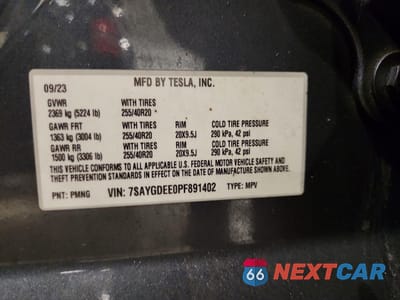 09/23 MFD BY TESLA, INC.
GVWR WITH TIRES
2369 kg (5224 lb) 255/40R20
GAWR FRT WITH TIRES RIM COLD TIRE PRESSURE
1363 kg (3004 lb) 255/40R20 20X9.5J 290 kPa, 42 psi
GAWR RR WITH TIRES RIM COLD TIRE PRESSURE
1500 kg (3306 lb) 255/40R20 20X9.5J 290 kPa, 42 psi
THIS VEHICLE CONFORMS TO ALL APPLICABLE U.S. FEDERAL MOTOR VEHICLE SAFETY AND
THEFT PREVENTION STANDARDS IN EFFECT ON THE DATE OF MANUFACTURE SHOWN ABOVE.
PNT: PMNG VIN: 7SAYGDEE0PF891402 TYPE: MPV
66 NEXTCAR